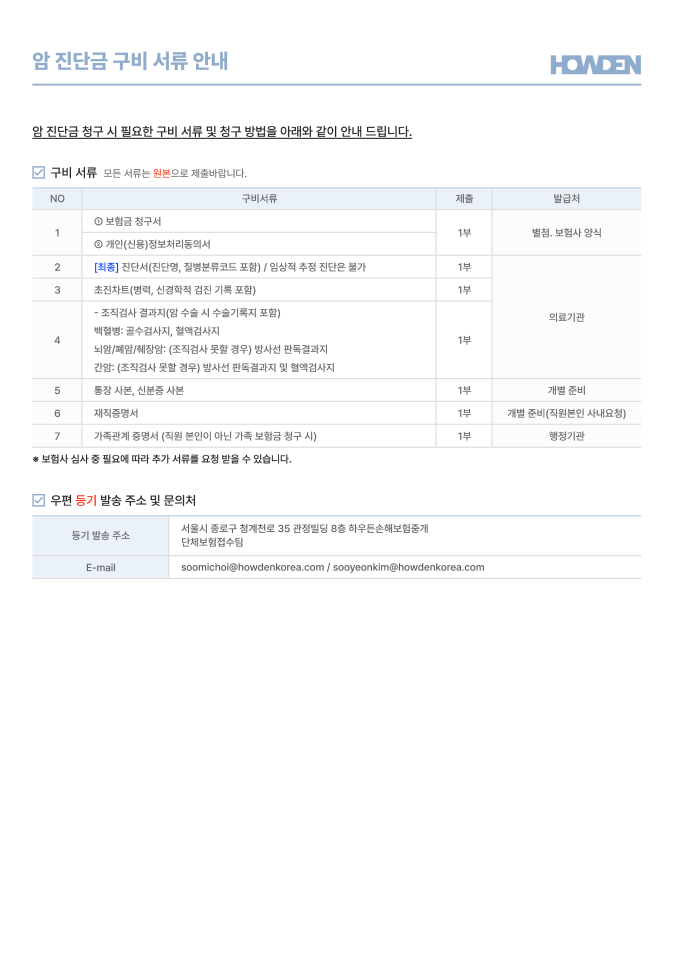 암 진단금 구비 서류 안내
HOWDEN
암 진단금 청구 시 필요한 구비 서류 및 청구 방법을 아래와 같이 안내 드립니다.
구비 서류 모든 서류는 원본으로 제출바랍니다.
NO 구비서류 제출 발급처
1 ① 보험금 청구서 1부 별첨. 보험사 양식
② 개인(신용)정보처리동의서
2 [최종] 진단서(진단명, 질병분류코드 포함) / 임상적 추정 진단은 불가 1부
3 초진차트(병력, 신경학적 검진 기록 포함) 1부
의료기관
4 - 조직검사 결과지(암 수술 시 수술기록지 포함) 1부
백혈병: 골수검사지, 혈액검사지
뇌암/폐암/췌장암: (조직검사 못할 경우) 방사선 판독결과지
간암: (조직검사 못할 경우) 방사선 판독결과지 및 혈액검사지
5 통장 사본, 신분증 사본 1부 개별 준비
6 재직증명서 1부 개별 준비(직원본인 사내요청)
7 가족관계 증명서 (직원 본인이 아닌 가족 보험금 청구 시) 1부 행정기관
※ 보험사 심사 중 필요에 따라 추가 서류를 요청 받을 수 있습니다.
우편 등기 발송 주소 및 문의처
등기 발송 주소 서울시 종로구 청계천로 35 관정빌딩 8층 하우든손해보험중개
단체보험접수팀
E-mail soomichoi@howdenkorea.com / sooyeonkim@howdenkorea.com